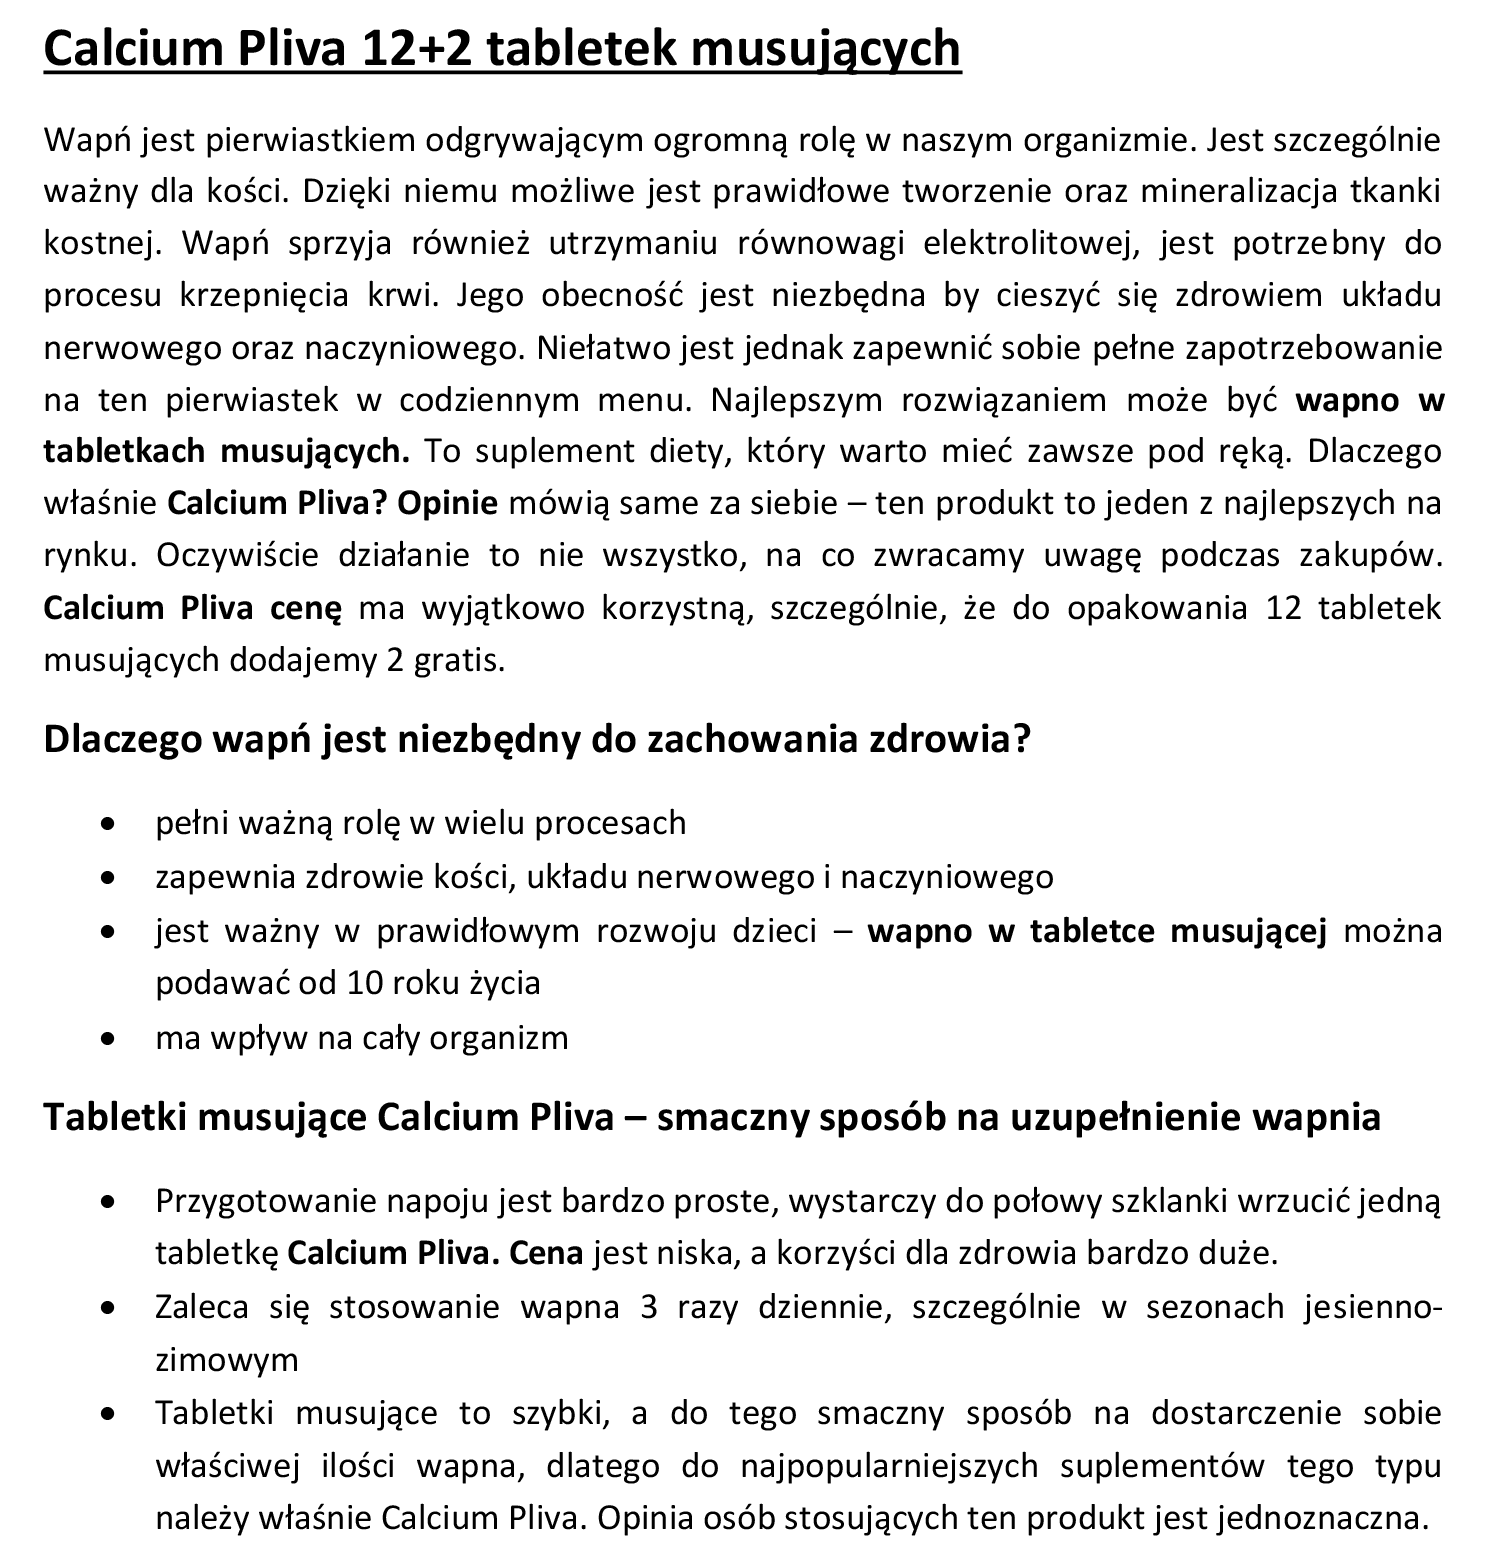 Calcium Pliva 12+2 tabletek musujących
Wapń jest pierwiastkiem odgrywającym ogromną rolę w naszym organizmie. Jest szczególnie
ważny dla kości. Dzięki niemu możliwe jest prawidłowe tworzenie oraz mineralizacja tkanki
kostnej. Wapń sprzyja również utrzymaniu równowagi elektrolitowej, jest potrzebny do
procesu krzepnięcia krwi. Jego obecność jest niezbędna by cieszyć się zdrowiem układu
nerwowego oraz naczyniowego. Niełatwo jest jednak zapewnić sobie pełne zapotrzebowanie
na ten pierwiastek w codziennym menu. Najlepszym rozwiązaniem może być wapno w
tabletkach musujących. To suplement diety, który warto mieć zawsze pod ręką. Dlaczego
właśnie Calcium Pliva? Opinie mówią same za siebie – ten produkt to jeden z najlepszych na
rynku. Oczywiście działanie to nie wszystko, na co zwracamy uwagę podczas zakupów.
Calcium Pliva cenę ma wyjątkowo korzystną, szczególnie, że do opakowania 12 tabletek
musujących dodajemy 2 gratis.
Dlaczego wapń jest niezbędny do zachowania zdrowia?
• pełni ważną rolę w wielu procesach
• zapewnia zdrowie kości, układu nerwowego i naczyniowego
• jest ważny w prawidłowym rozwoju dzieci – wapno w tabletce musującej można
podawać od 10 roku życia
• ma wpływ na cały organizm
Tabletki musujące Calcium Pliva – smaczny sposób na uzupełnienie wapnia
• Przygotowanie napoju jest bardzo proste, wystarczy do połowy szklanki wrzucić jedną
tabletkę Calcium Pliva. Cena jest niska, a korzyści dla zdrowia bardzo duże.
• Zaleca się stosowanie wapna 3 razy dziennie, szczególnie w sezonach jesienno-
zimowym
• Tabletki musujące to szybki, a do tego smaczny sposób na dostarczenie sobie
właściwej ilości wapna, dlatego do najpopularniejszych suplementów tego typu
należy właśnie Calcium Pliva. Opinia osób stosujących ten produkt jest jednoznaczna.